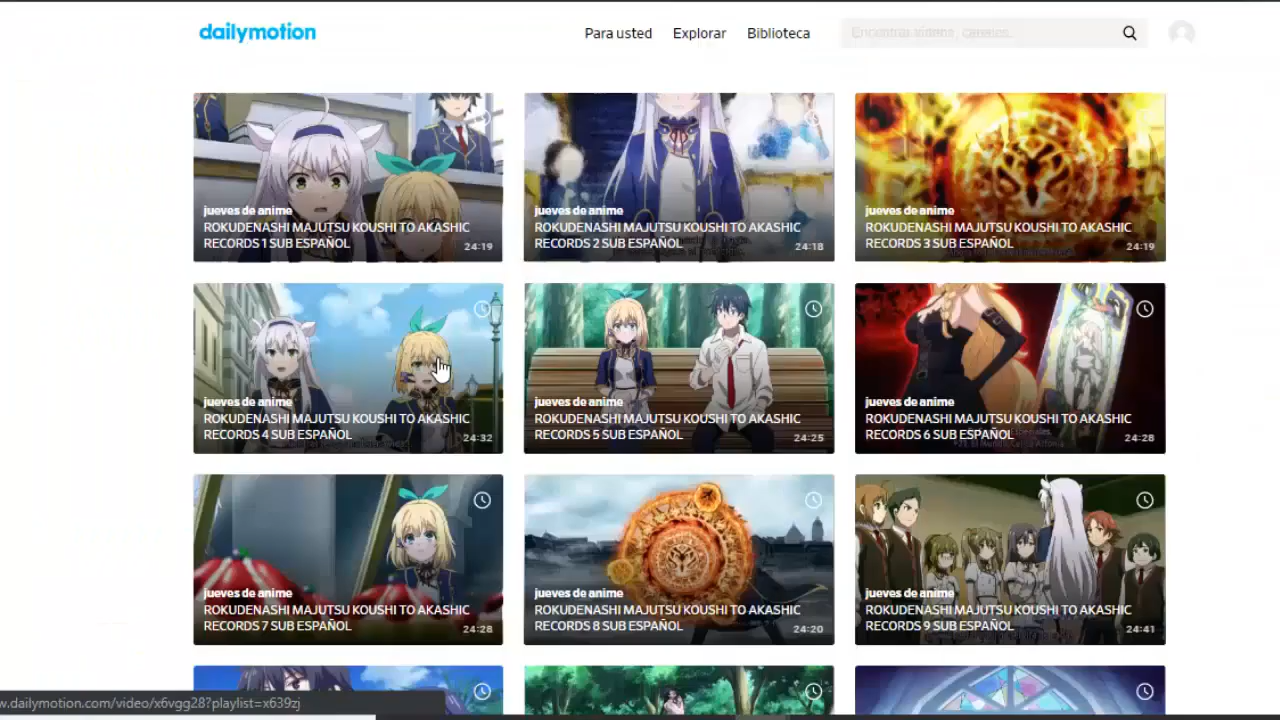 dailymotion
Para usted
Explorar
Biblioteca
jueves de anime
ROKUDENASHI MAJUTSU KOUSHI TO AKASHIC
RECORDS 1 SUB ESPAÑOL
24:19
jueves de anime
ROKUDENASHI MAJUTSU KOUSHI TO AKASHIC
RECORDS 2 SUB ESPAÑOL
24:18
jueves de anime
ROKUDENASHI MAJUTSU KOUSHI TO AKASHIC
RECORDS 3 SUB ESPAÑOL
24:19
jueves de anime
ROKUDENASHI MAJUTSU KOUSHI TO AKASHIC
RECORDS 4 SUB ESPAÑOL
24:32
jueves de anime
ROKUDENASHI MAJUTSU KOUSHI TO AKASHIC
RECORDS 5 SUB ESPAÑOL
24:25
jueves de anime
ROKUDENASHI MAJUTSU KOUSHI TO AKASHIC
RECORDS 6 SUB ESPAÑOL
24:28
jueves de anime
ROKUDENASHI MAJUTSU KOUSHI TO AKASHIC
RECORDS 7 SUB ESPAÑOL
24:28
jueves de anime
ROKUDENASHI MAJUTSU KOUSHI TO AKASHIC
RECORDS 8 SUB ESPAÑOL
24:20
jueves de anime
ROKUDENASHI MAJUTSU KOUSHI TO AKASHIC
RECORDS 9 SUB ESPAÑOL
24:41
w.dailymotion.com/video/x6vgg28?playlist=x639zj